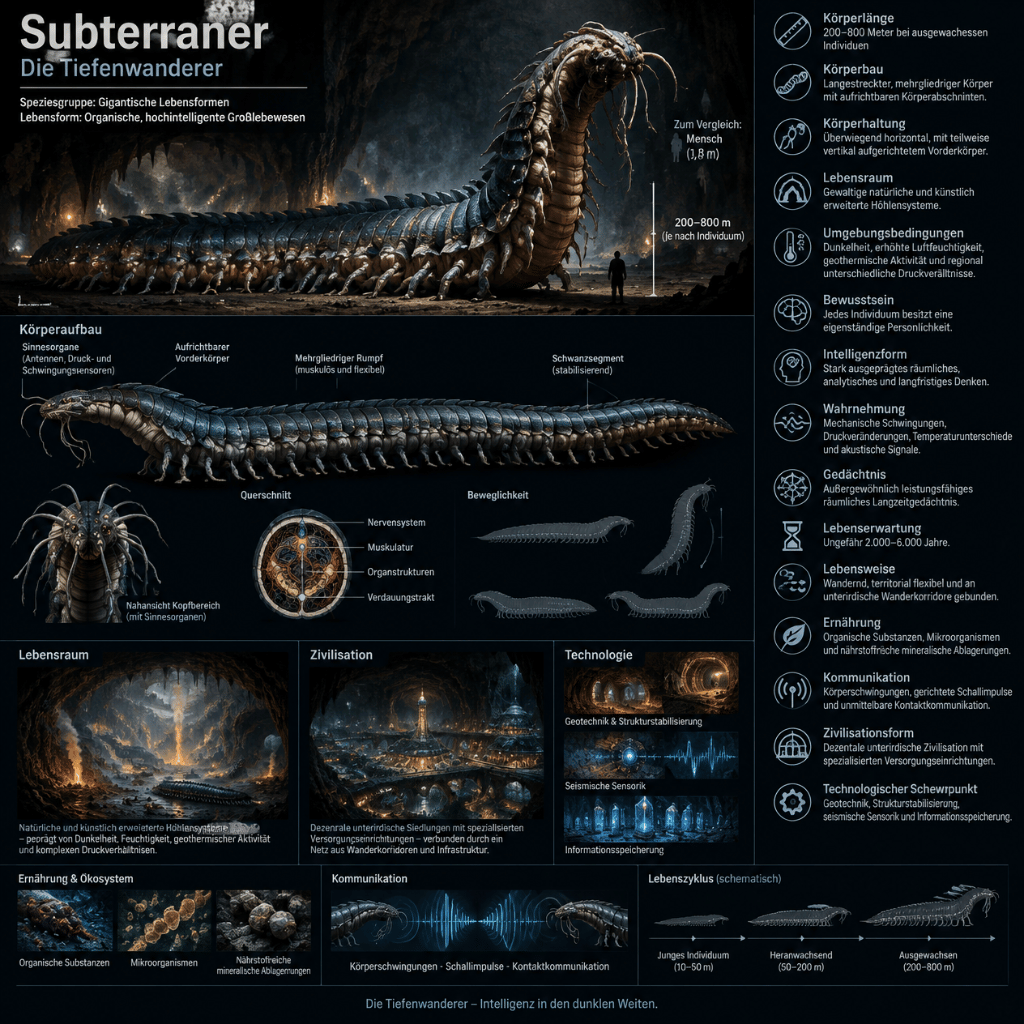 Subterraner
Die Tiefenwanderer
Speziesgruppe: Gigantische Lebensformen
Lebensform: Organische, hochintelligente Großlebewesen
Zum Vergleich:
Mensch
(1,8 m)
200–800 m
(je nach Individuum)
Körperaufbau
Sinnesorgane
(Antennen, Druck- und
Schwingungssensoren)
Aufrichtbarer
Vorderkörper
Mehrgliedriger Rumpf
(muskulös und flexibel)
Schwanzsegment
(stabilisierend)
Nahansicht Kopfbereich
(mit Sinnesorganen)
Querschnitt
Nervensystem
Muskulatur
Organstrukturen
Verdauungstrakt
Beweglichkeit
Lebensraum
Natürliche und künstlich erweiterte
– geprägt von Dunkelheit, Feuchtigkeit, geothermischer Aktivität
und komplexen Druckverhältnisen.
Zivilisation
Dezenrale unterirdische Siedlungen mit spezialisierten
Versorgungseinrichtungen – verbunden durch ein
Netz aus Wanderkorridoren und Infrastruktur.
Technologie
Geotechnik & Strukturstabilisierung
Seismische Sensorik
Informationsspeicherung
Ernährung & Ökosystem
Organische Substanzen
Mikroorganismen
Nährstoffreiche
mineralische Ablagerungen
Kommunikation
Körperschwingungen - Schallimpulse - Kontaktkommunikation
Lebenszyklus (schematisch)
Junges Individuum
(10–50 m)
Heranwachsend
(50–200 m)
Ausgewachsen
(200–800 m)
Körperlänge
200–800 Meter bei ausgewachessen
Individuen
Körperbau
Langestreckter, mehrgliedriger Körper
mit aufrichtbaren Körperabschninten.
Körperhaltung
Überwiegend horizontal, mit teilweise
vertikal aufgerichtetem Vorderkörper.
Lebensraum
Gewaltige natürliche und künstlich
erweiterte Höhlensysteme.
Umgebungsbedingungen
Dunkelheit, erhöhte Luftfeuchtigkeit,
geothermische Aktivität und regional
unterschiedliche Druckverälltnisse.
Bewusstsein
Jedes Individuum besitzt eine
eigenständige Personlichkeit.
Intelligenzform
Stark ausgeprägtes räumliches,
analytisches und langfristiges Denken.
Wahrnehmung
Mechanische Schwingungen,
Druckveränderungen, Temperaturunterschiede
und akustische Signale.
Gedächtnis
Außergewöhnlich leistungsfähiges
räumliches Langzeitgedächtnis.
Lebenserwartung
Ungefähr 2.000–6.000 Jahre.
Lebensweise
Wandernd, territorial flexibel und an
unterirdische Wanderkorridore gebunden.
Ernährung
Organische Substanzen, Mikroorganismen
und nährstoffreiche mineralische Ablagerungen.
Kommunikation
Körperschwingungen, gerichtete Schallimpulse
und unmittelbare Kontaktkommunikation.
Zivilisationsform
Dezentale unterirdische Zivilisation mit
spezialisierten Versorgungseinrichtungen.
Technologischer Schewrpunkt
Geotechnik, Strukturstabilisierung,
seismische Sensorik und Informationsspeicherung.
Die Tiefenwanderer – Intelligenz in den dunklen Weiten.